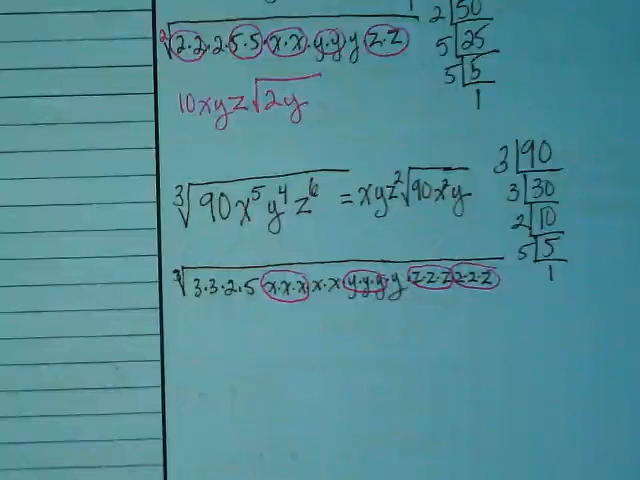 ²√2·2·2·5·5·x·x·y·y·y z·z
2|50
5|25
5|5
1
10xyz√2y
∛90x⁵y⁴z⁶ = xyz²√90x²y
3|90
3|30
2|10
5|5
1
∛3·3·2·5 x·x·x x·x y·y·y y z·z·z z·z·z